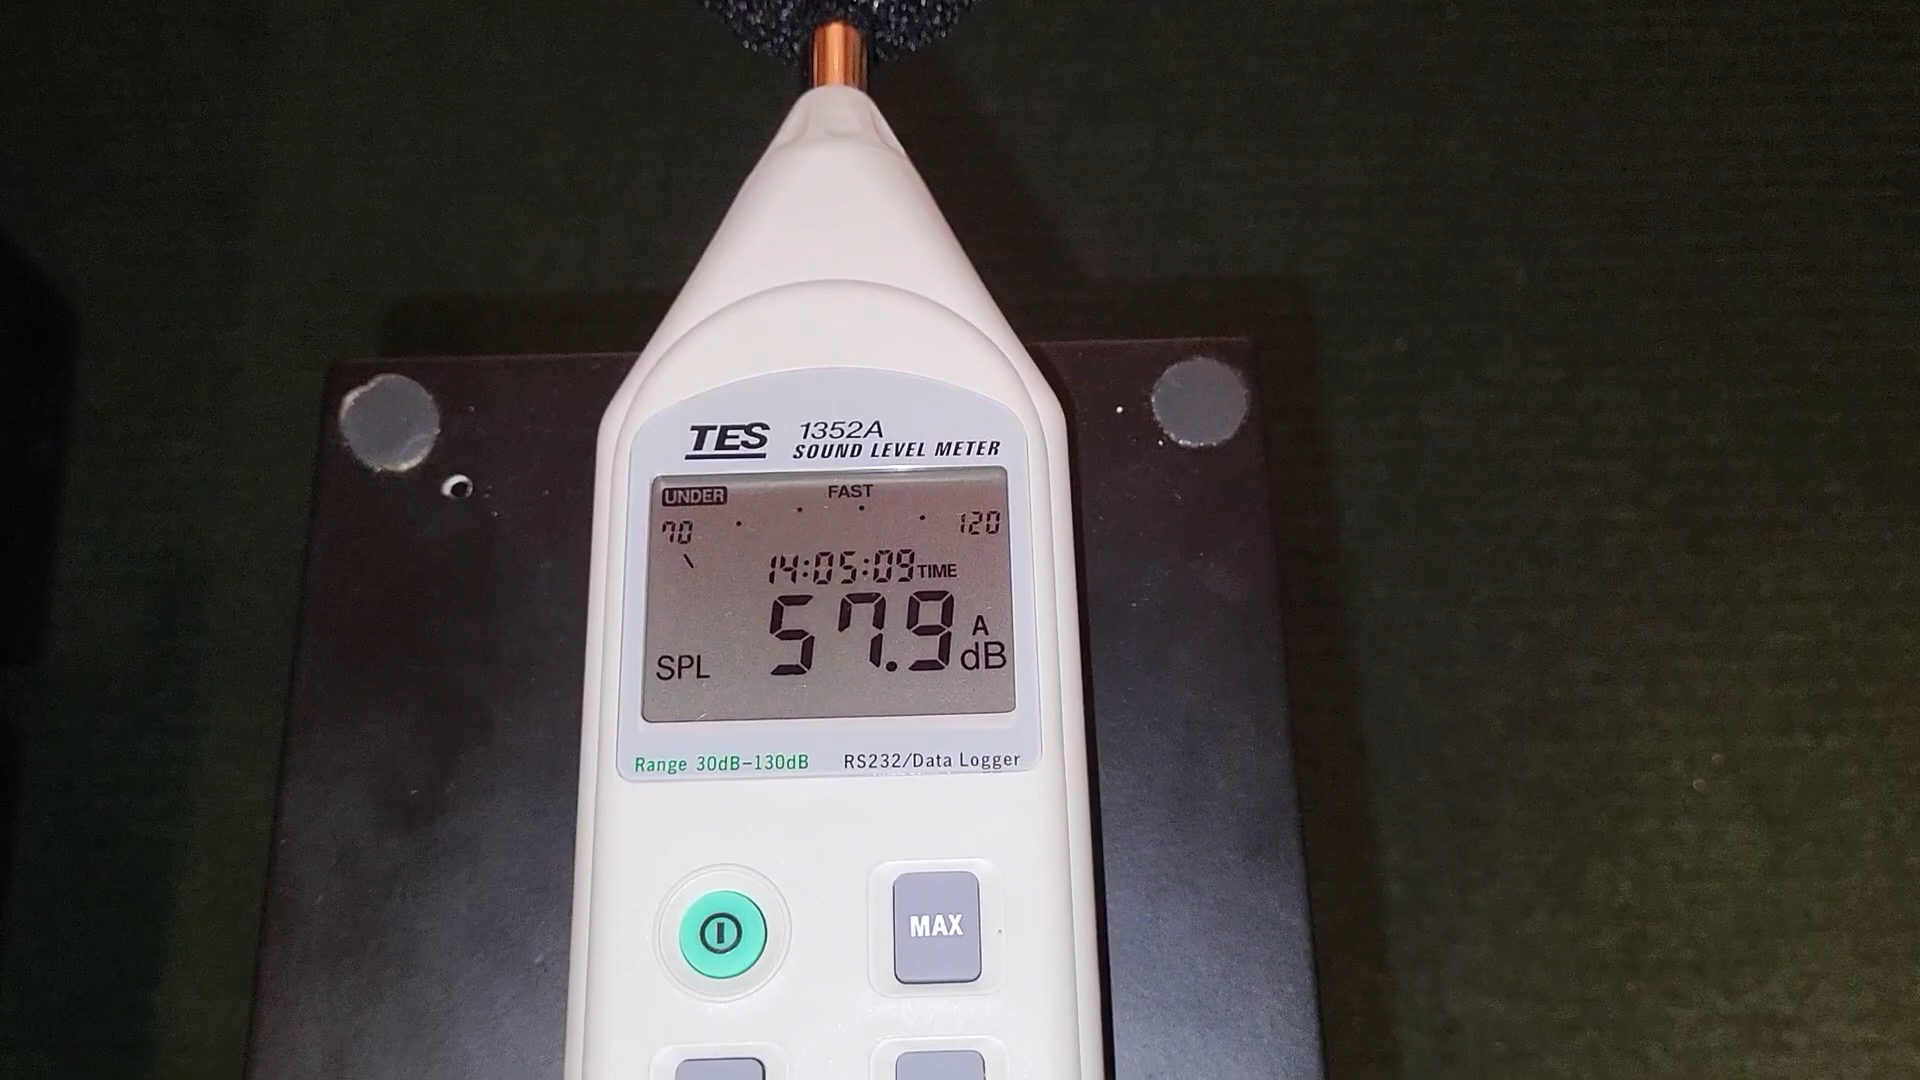 TES 1352A
SOUND LEVEL METER
UNDER FAST
70 120
14:05:09 TIME
57.9 A
SPL dB
Range 30dB-130dB RS232/Data Logger
MAX